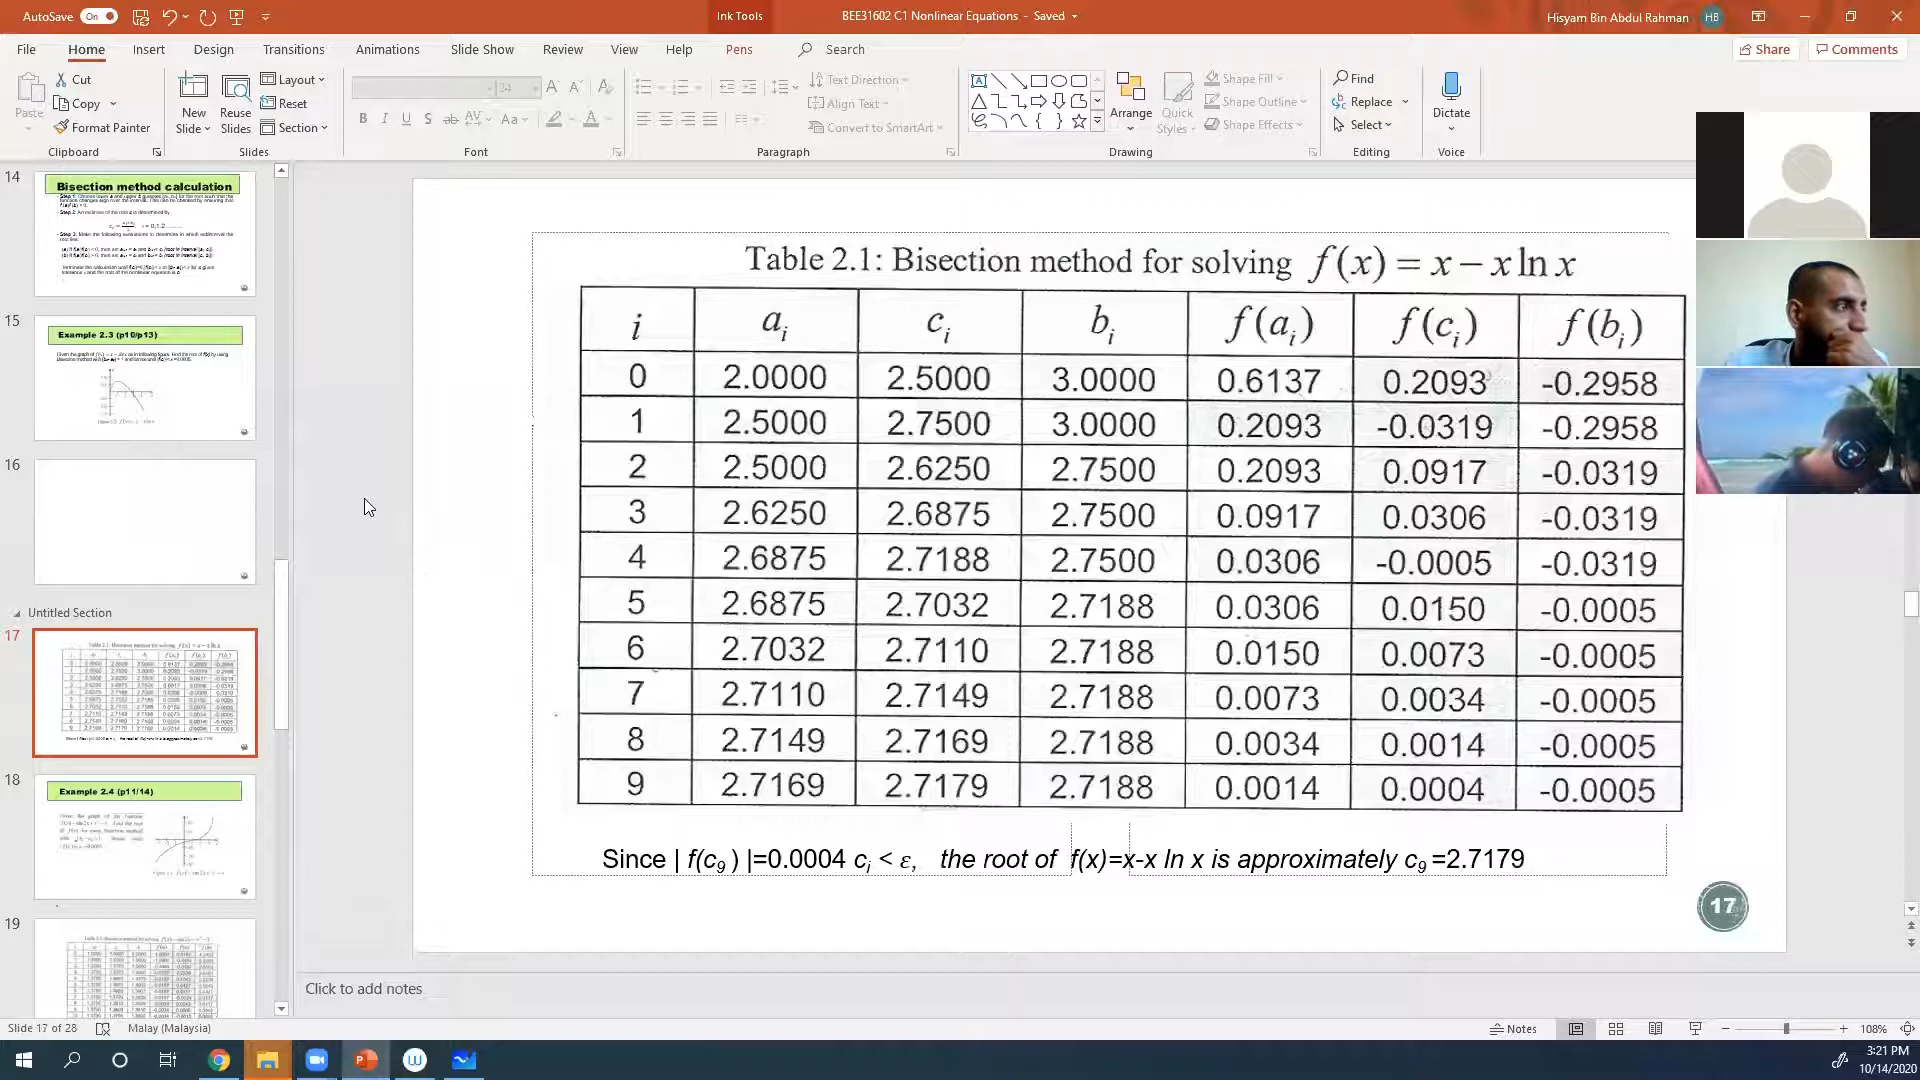 AutoSave On
Ink Tools
BEE31602 C1 Nonlinear Equations - Saved
Hisyam Bin Abdul Rahman HB
File Home Insert Design Transitions Animations Slide Show Review View Help Pens Search
Share Comments
Paste
Cut
Copy
Format Painter
Clipboard
New Slide
Reuse Slides
Layout
Reset
Section
Slides
24
Font
Text Direction
Align Text
Convert to SmartArt
Paragraph
Arrange
Quick Styles
Shape Fill
Shape Outline
Shape Effects
Drawing
Find
Replace
Select
Editing
Dictate
Voice
14
Bisection method calculation
15
Example 2.3 (p10/p13)
16
Untitled Section
17
18
Example 2.4 (p11/14)
19
Table 2.1: Bisection method for solving f(x) = x − x ln x
i aᵢ cᵢ bᵢ f(aᵢ) f(cᵢ) f(bᵢ)
0 2.0000 2.5000 3.0000 0.6137 0.2093 -0.2958
1 2.5000 2.7500 3.0000 0.2093 -0.0319 -0.2958
2 2.5000 2.6250 2.7500 0.2093 0.0917 -0.0319
3 2.6250 2.6875 2.7500 0.0917 0.0306 -0.0319
4 2.6875 2.7188 2.7500 0.0306 -0.0005 -0.0319
5 2.6875 2.7032 2.7188 0.0306 0.0150 -0.0005
6 2.7032 2.7110 2.7188 0.0150 0.0073 -0.0005
7 2.7110 2.7149 2.7188 0.0073 0.0034 -0.0005
8 2.7149 2.7169 2.7188 0.0034 0.0014 -0.0005
9 2.7169 2.7179 2.7188 0.0014 0.0004 -0.0005
Since | f(c₉ ) |=0.0004 cᵢ < ε, the root of f(x)=x-x ln x is approximately c₉ =2.7179
17
Click to add notes
Slide 17 of 28 Malay (Malaysia)
Notes 108%
3:21 PM
10/14/2020